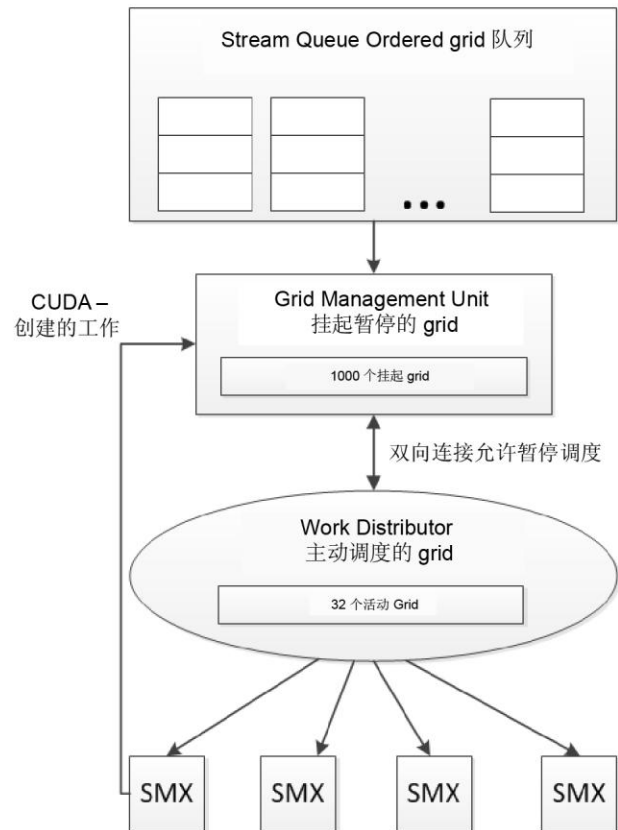 Stream Queue Ordered grid 队列
•••
CUDA –
创建的工作
Grid Management Unit
挂起暂停的 grid
1000 个挂起 grid
双向连接允许暂停调度
Work Distributor
主动调度的 grid
32 个活动 Grid
SMX
SMX
SMX
SMX